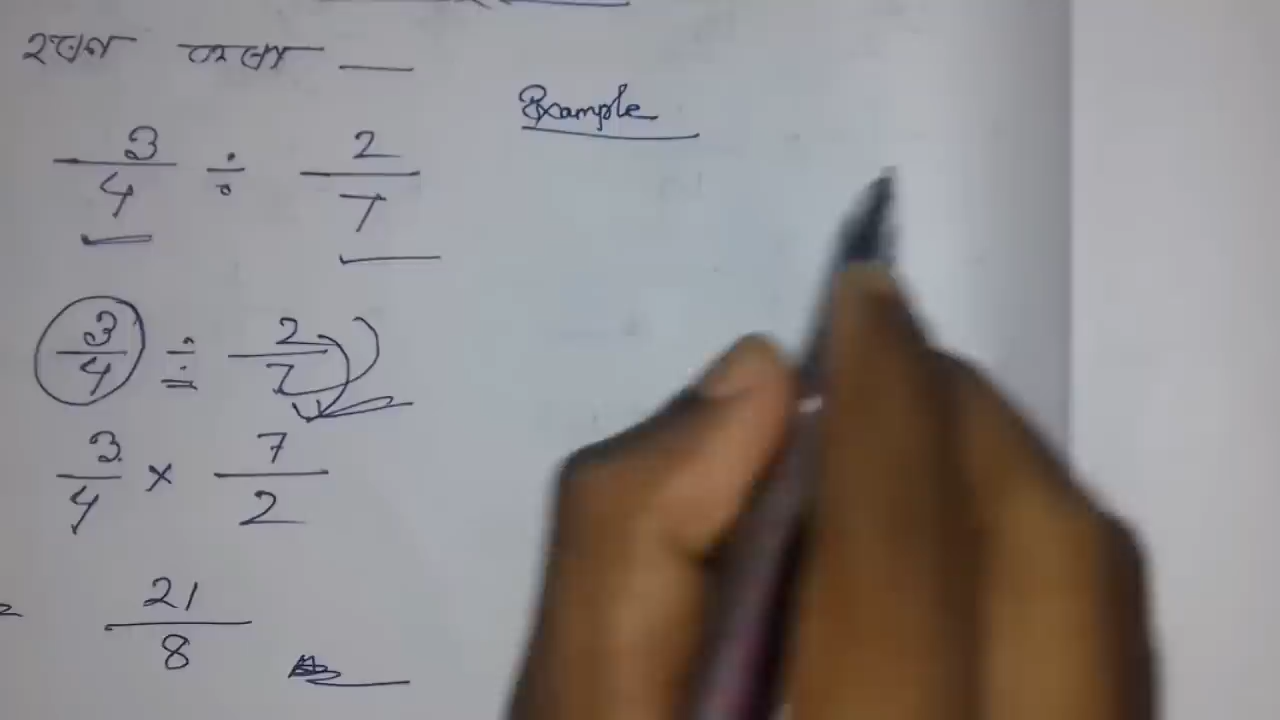 3/4 ÷ 2/7
3/4 ÷ 2/7
3/4 × 7/2
21/8
Example